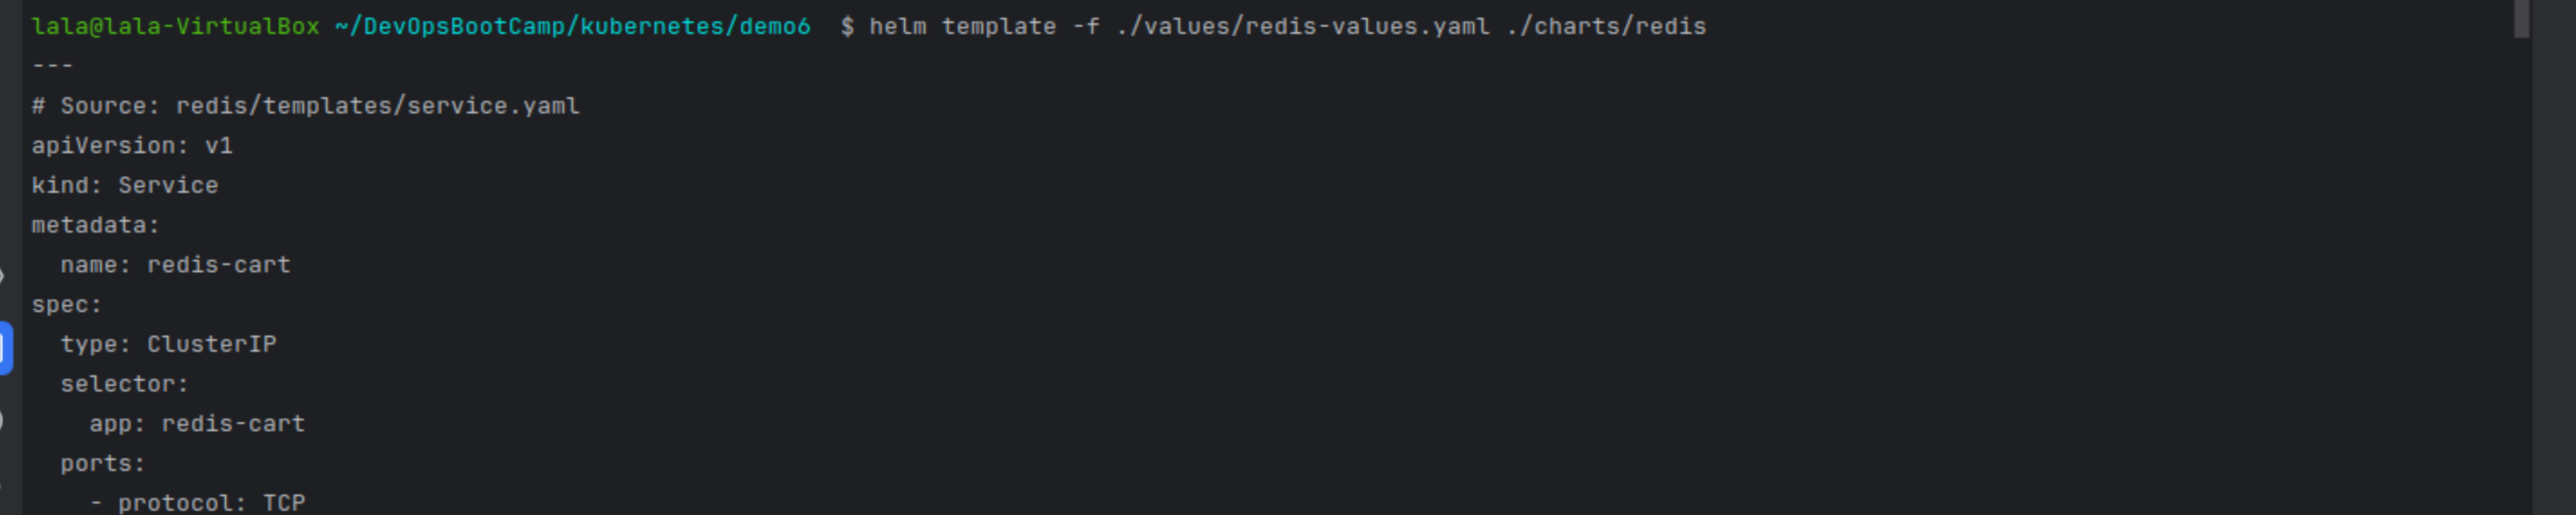 lala@lala-VirtualBox ~/DevOpsBootCamp/kubernetes/demo6  $ helm template -f ./values/redis-values.yaml ./charts/redis
---
# Source: redis/templates/service.yaml
apiVersion: v1
kind: Service
metadata:
  name: redis-cart
spec:
  type: ClusterIP
  selector:
    app: redis-cart
  ports:
    - protocol: TCP